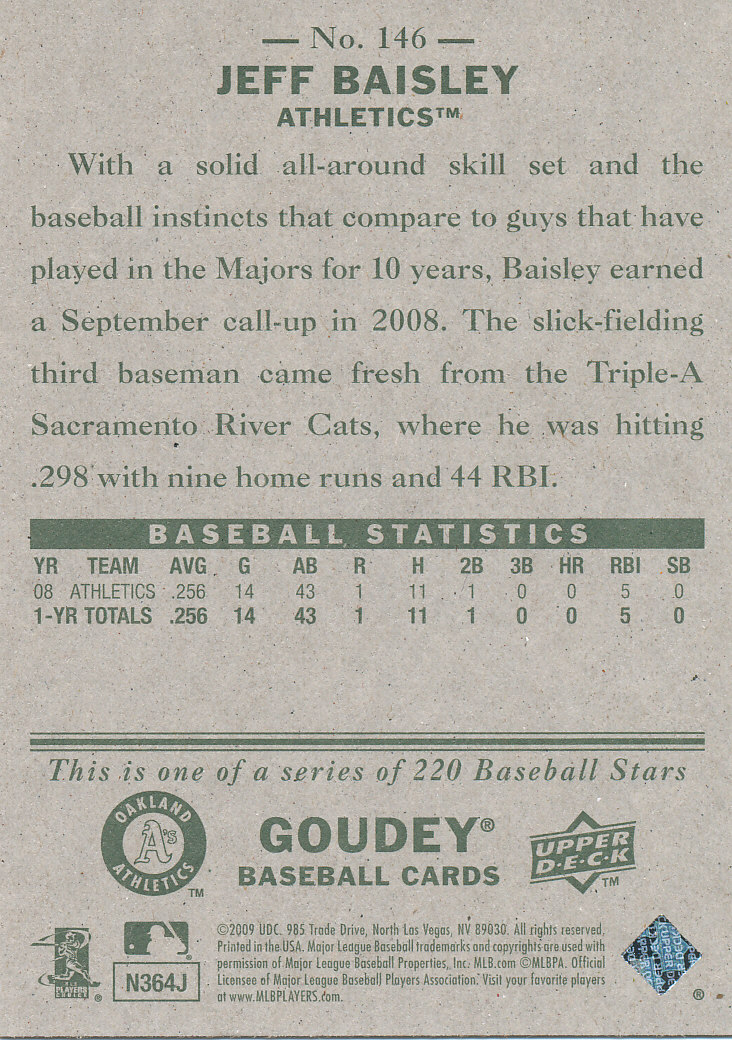 — No. 146 —
JEFF BAISLEY
ATHLETICS™
With a solid all-around skill set and the
baseball instincts that compare to guys that have
played in the Majors for 10 years, Baisley earned
a September call-up in 2008. The slick-fielding
third baseman came fresh from the Triple-A
Sacramento River Cats, where he was hitting
.298 with nine home runs and 44 RBI.
BASEBALL STATISTICS
YR TEAM AVG G AB R H 2B 3B HR RBI SB
08 ATHLETICS .256 14 43 1 11 1 0 0 5 0
1-YR TOTALS .256 14 43 1 11 1 0 0 5 0
This is one of a series of 220 Baseball Stars
OAKLAND
A's
ATHLETICS
™
GOUDEY®
BASEBALL CARDS
UPPER
D·E·C·K
™
PLAYERS
CHOICE
®
N364J
©2009 UDC. 985 Trade Drive, North Las Vegas, NV 89030. All rights reserved.
Printed in the USA. Major League Baseball trademarks and copyrights are used with
permission of Major League Baseball Properties, Inc. MLB.com ©MLBPA. Official
Licensee of Major League Baseball Players Association. Visit your favorite players
at www.MLBPLAYERS.com.
®